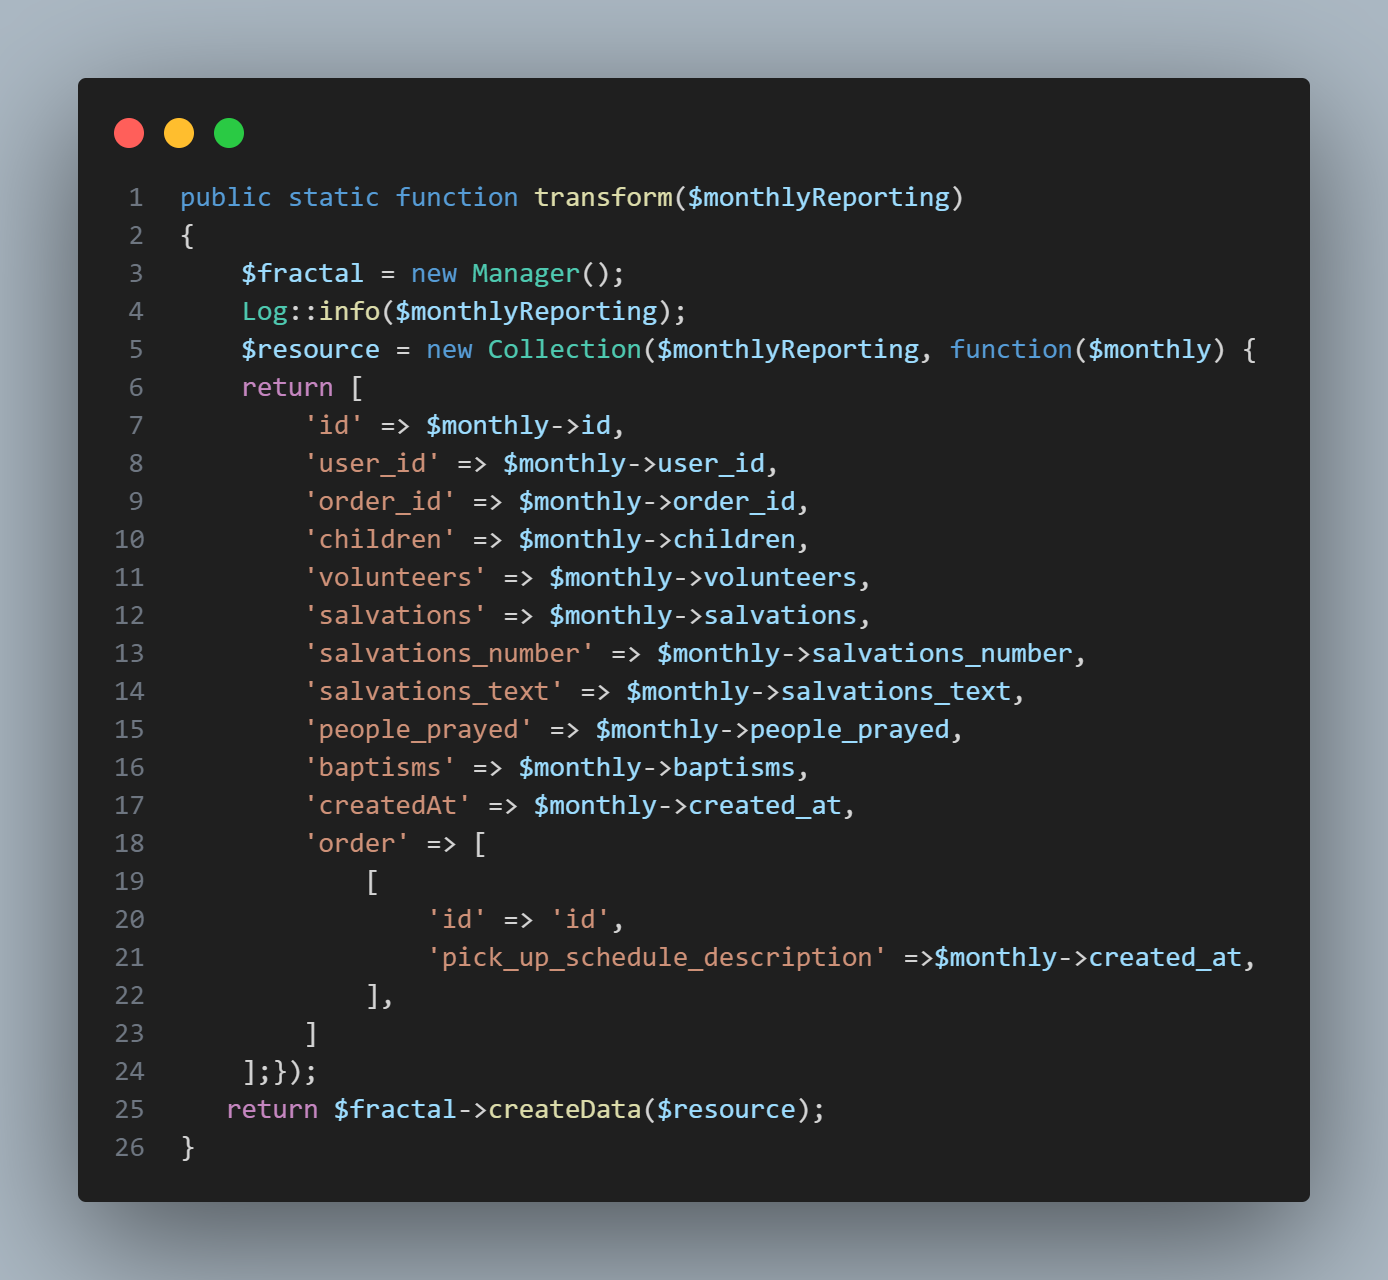 1 public static function transform($monthlyReporting)
2 {
3     $fractal = new Manager();
4     Log::info($monthlyReporting);
5     $resource = new Collection($monthlyReporting, function($monthly) {
6     return [
7         'id' => $monthly->id,
8         'user_id' => $monthly->user_id,
9         'order_id' => $monthly->order_id,
10         'children' => $monthly->children,
11         'volunteers' => $monthly->volunteers,
12         'salvations' => $monthly->salvations,
13         'salvations_number' => $monthly->salvations_number,
14         'salvations_text' => $monthly->salvations_text,
15         'people_prayed' => $monthly->people_prayed,
16         'baptisms' => $monthly->baptisms,
17         'createdAt' => $monthly->created_at,
18         'order' => [
19             [
20                 'id' => 'id',
21                 'pick_up_schedule_description' =>$monthly->created_at,
22             ],
23         ]
24     ];});
25    return $fractal->createData($resource);
26 }